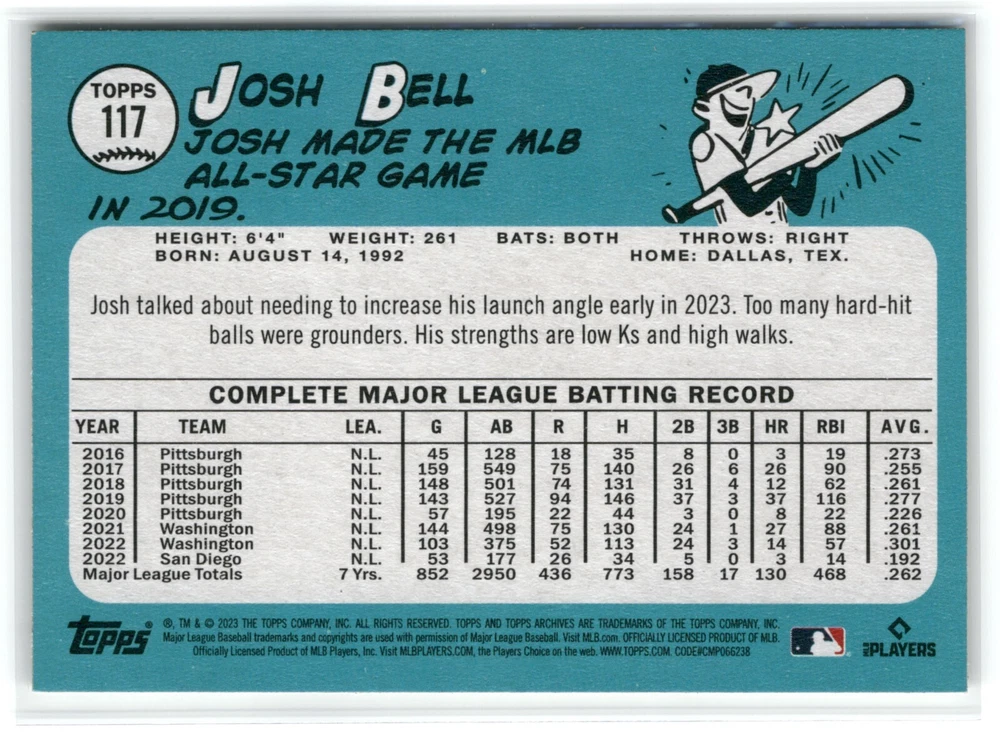 TOPPS
117
JOSH BELL
JOSH MADE THE MLB
ALL-STAR GAME
IN 2019.
HEIGHT: 6'4" WEIGHT: 261 BATS: BOTH THROWS: RIGHT
BORN: AUGUST 14, 1992 HOME: DALLAS, TEX.
Josh talked about needing to increase his launch angle early in 2023. Too many hard-hit
balls were grounders. His strengths are low Ks and high walks.
COMPLETE MAJOR LEAGUE BATTING RECORD
YEAR TEAM LEA. G AB R H 2B 3B HR RBI AVG.
2016 Pittsburgh N.L. 45 128 18 35 8 0 3 19 .273
2017 Pittsburgh N.L. 159 549 75 140 26 6 26 90 .255
2018 Pittsburgh N.L. 148 501 74 131 31 4 12 62 .261
2019 Pittsburgh N.L. 143 527 94 146 37 3 37 116 .277
2020 Pittsburgh N.L. 57 195 22 44 3 0 8 22 .226
2021 Washington N.L. 144 498 75 130 24 1 27 88 .261
2022 Washington N.L. 103 375 52 113 24 3 14 57 .301
2022 San Diego N.L. 53 177 26 34 5 0 3 14 .192
Major League Totals 7 Yrs. 852 2950 436 773 158 17 130 468 .262
topps ®, TM & © 2023 THE TOPPS COMPANY, INC. ALL RIGHTS RESERVED. TOPPS AND TOPPS ARCHIVES ARE TRADEMARKS OF THE TOPPS COMPANY, INC.
Major League Baseball trademarks and copyrights are used with permission of Major League Baseball. Visit MLB.com. OFFICIALLY LICENSED PRODUCT OF MLB.
Officially Licensed Product of MLB Players, Inc. Visit MLBPLAYERS.COM, the Players Choice on the web. WWW.TOPPS.COM. CODE#CMP066238
MLB PLAYERS